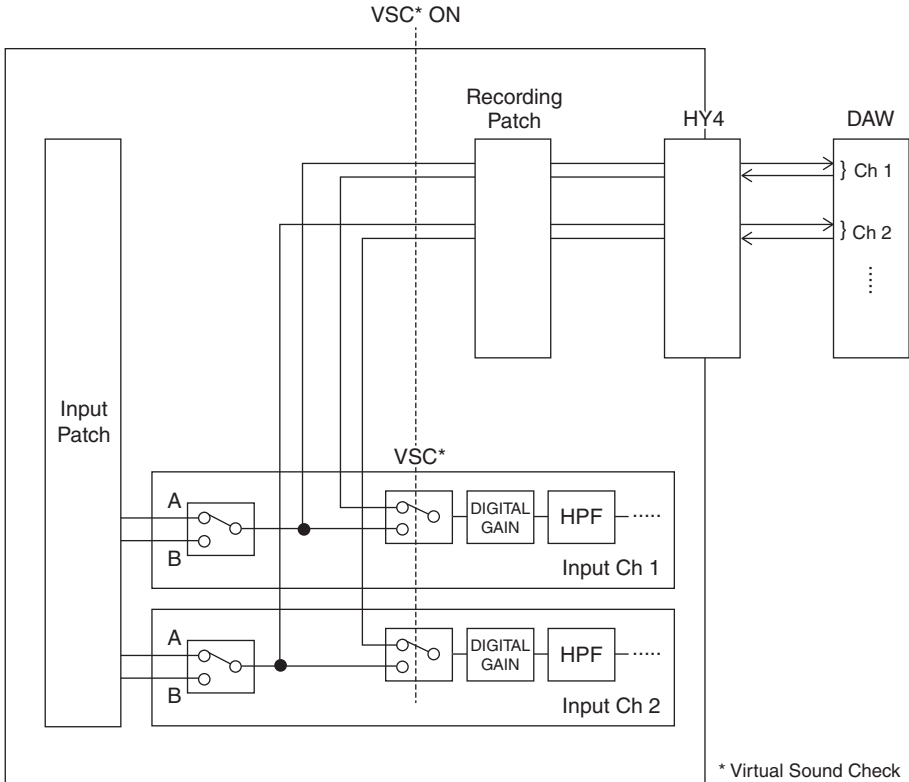 VSC* ON
Recording
Patch
HY4
DAW
} Ch 1
} Ch 2
Input
Patch
VSC*
A
B
DIGITAL
GAIN
HPF
Input Ch 1
A
B
DIGITAL
GAIN
HPF
Input Ch 2
* Virtual Sound Check